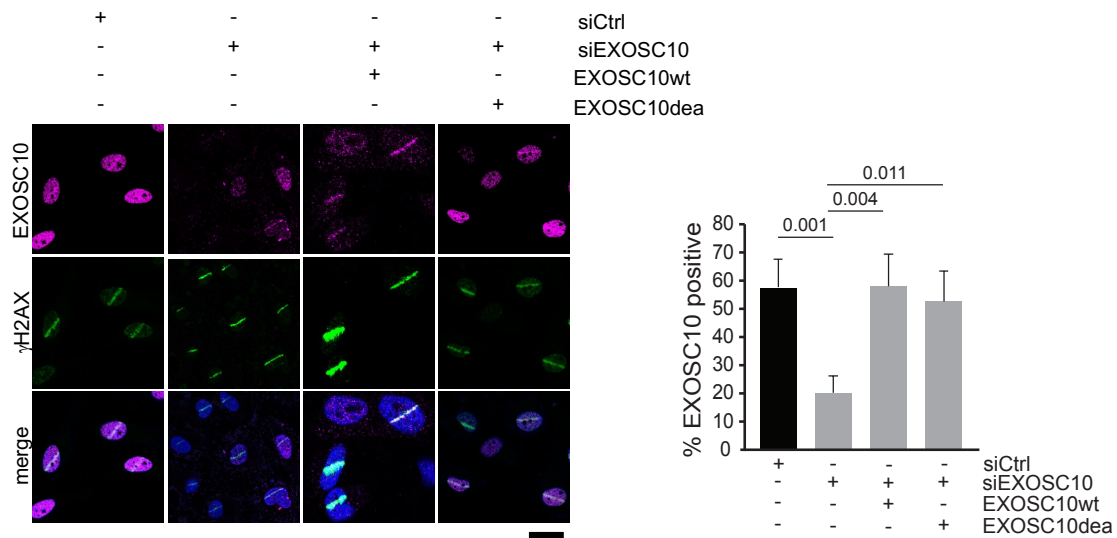 + - - - siCtrl
- + + + siEXOSC10
- - + - EXOSC10wt
- - - + EXOSC10dea
EXOSC10
γH2AX
merge
0.011
0.004
0.001
80
70
60
50
40
30
20
10
0
% EXOSC10 positive
+ - - - siCtrl
- + + + siEXOSC10
- - + - EXOSC10wt
- - - + EXOSC10dea